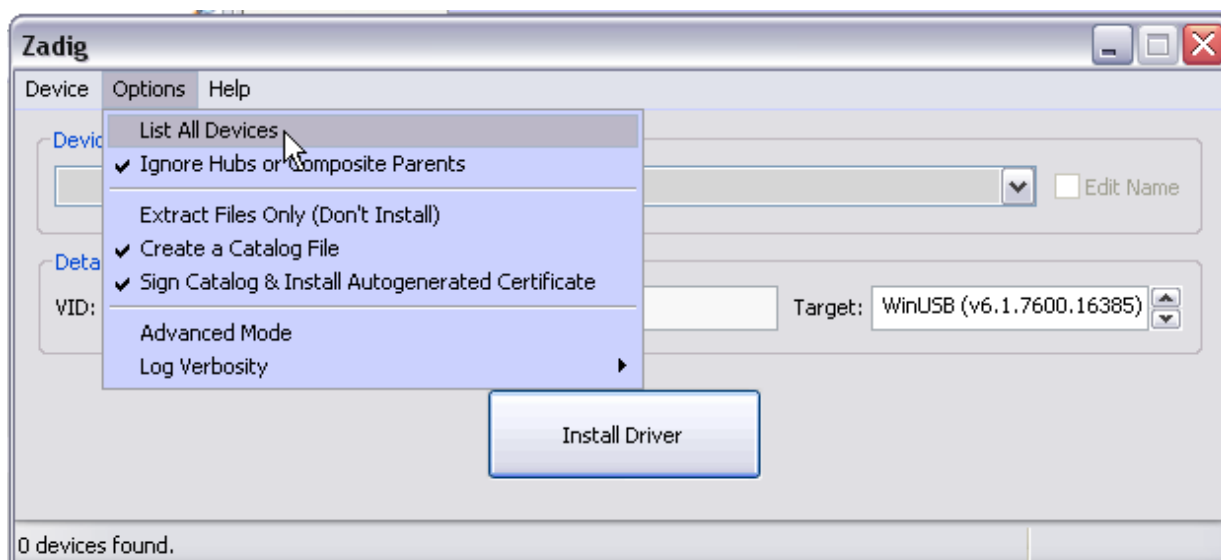 Zadig
Device Options Help
List All Devices
Ignore Hubs or Composite Parents
Extract Files Only (Don't Install)
Create a Catalog File
Sign Catalog & Install Autogenerated Certificate
Advanced Mode
Log Verbosity
Edit Name
VID:
Target: WinUSB (v6.1.7600.16385)
Install Driver
0 devices found.